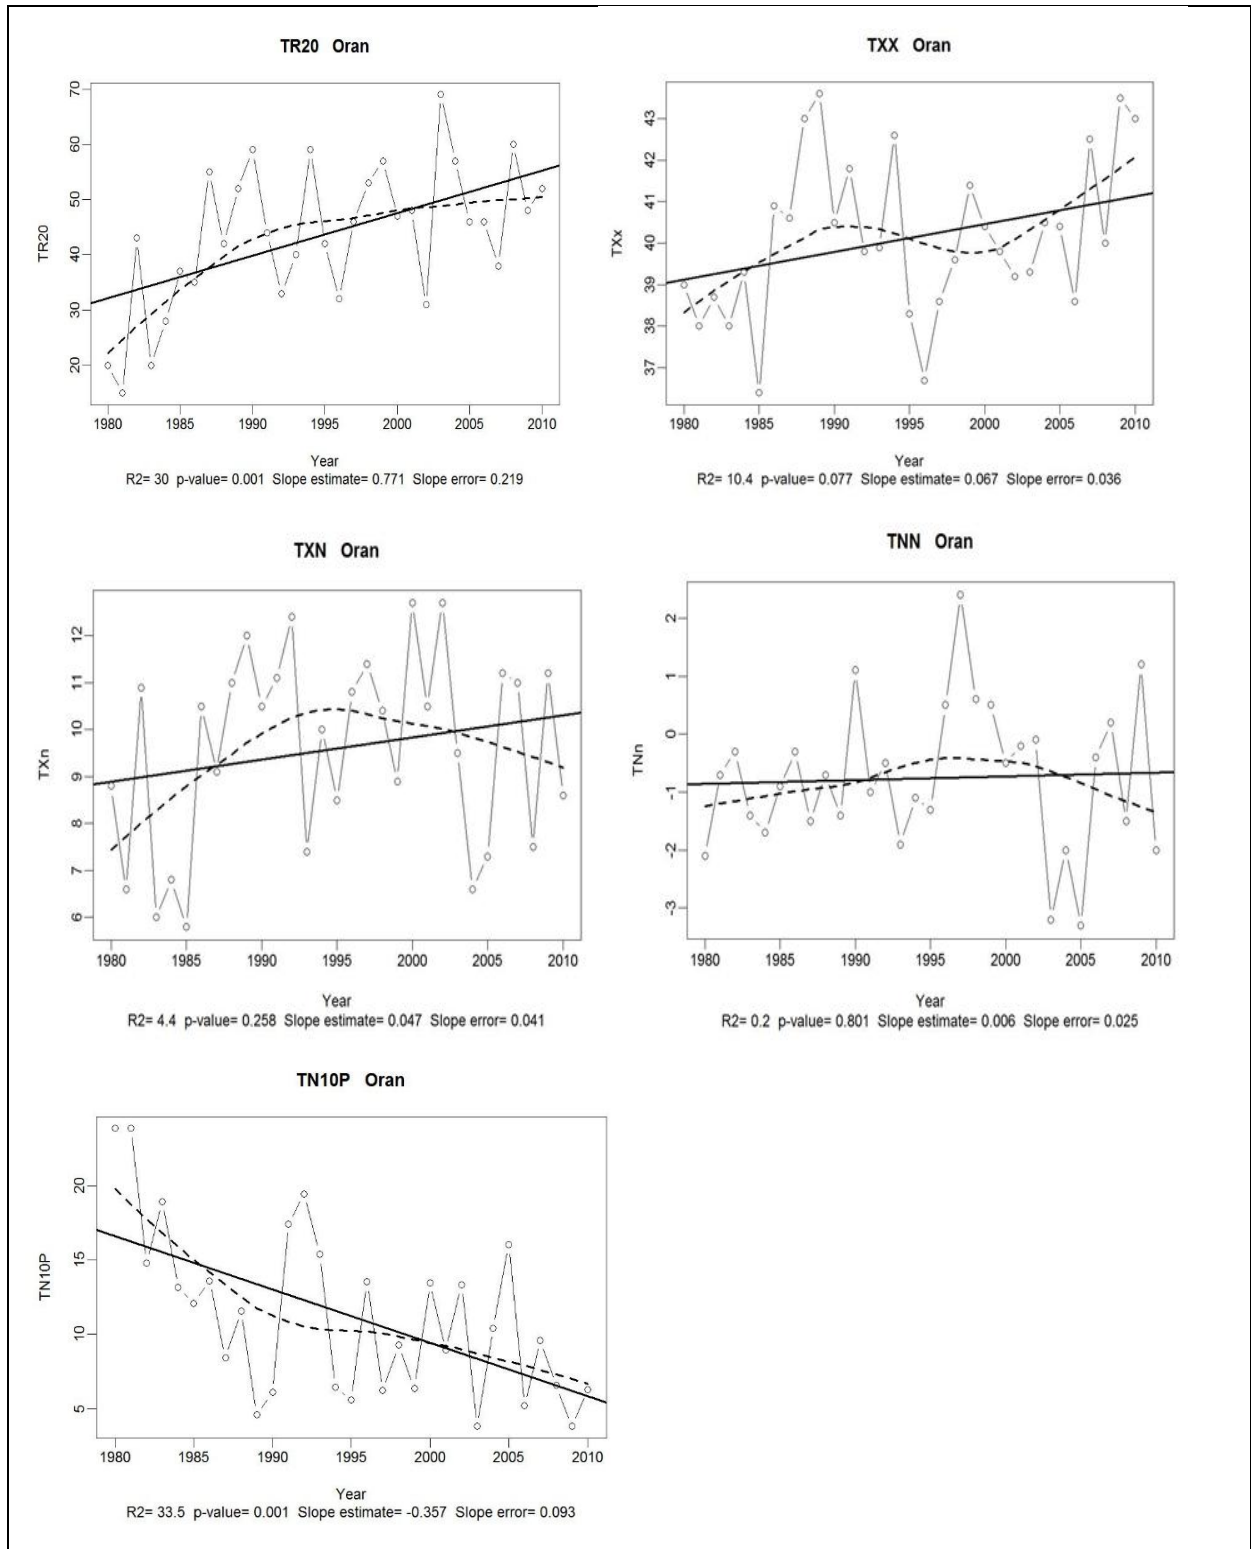 TR20 Oran
TR20
70
60
50
40
30
20
1980 1985 1990 1995 2000 2005 2010
Year
R2= 30 p-value= 0.001 Slope estimate= 0.771 Slope error= 0.219
TXX Oran
TXx
43
42
41
40
39
38
37
1980 1985 1990 1995 2000 2005 2010
Year
R2= 10.4 p-value= 0.077 Slope estimate= 0.067 Slope error= 0.036
TXN Oran
TXn
12
11
10
9
8
7
6
1980 1985 1990 1995 2000 2005 2010
Year
R2= 4.4 p-value= 0.258 Slope estimate= 0.047 Slope error= 0.041
TNN Oran
TNn
2
1
0
-1
-2
-3
1980 1985 1990 1995 2000 2005 2010
Year
R2= 0.2 p-value= 0.801 Slope estimate= 0.006 Slope error= 0.025
TN10P Oran
TN10P
20
15
10
5
1980 1985 1990 1995 2000 2005 2010
Year
R2= 33.5 p-value= 0.001 Slope estimate= -0.357 Slope error= 0.093